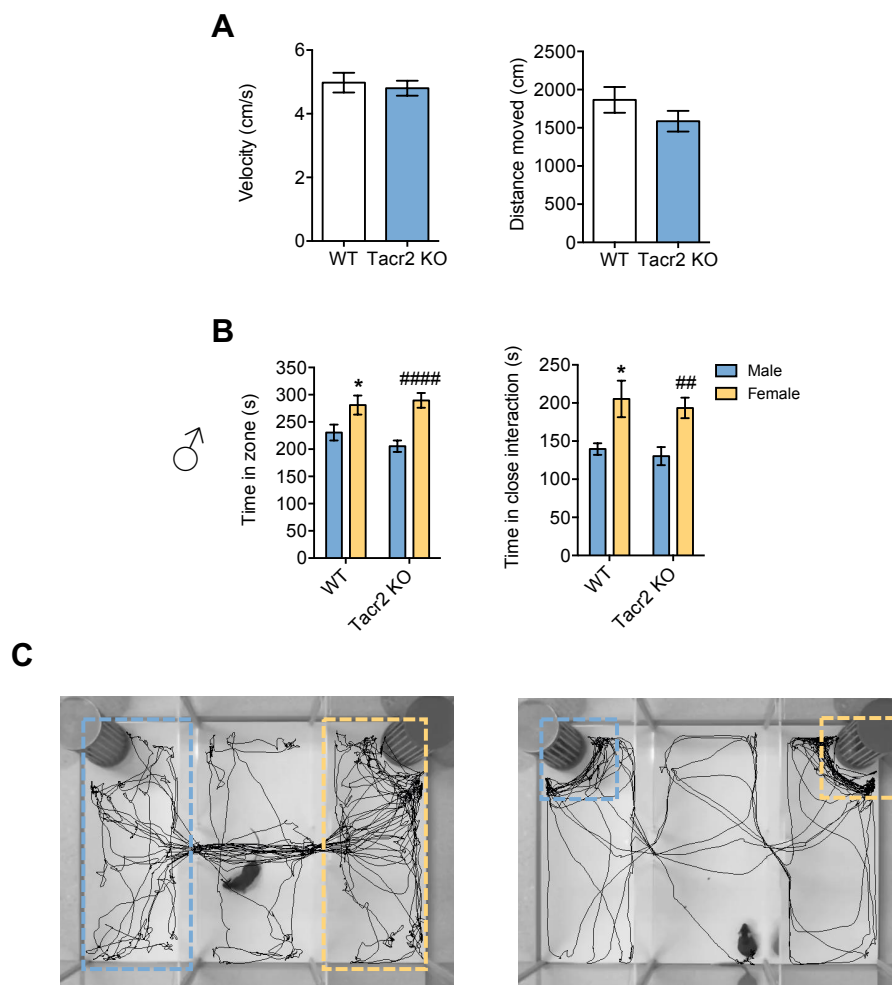 A
Velocity (cm/s)
6
4
2
0
WT Tacr2 KO
Distance moved (cm)
2500
2000
1500
1000
500
0
WT Tacr2 KO
B
♂
Time in zone (s)
350
300
250
200
150
100
50
0
* ####
WT
Tacr2 KO
Time in close interaction (s)
250
200
150
100
50
0
* ##
WT
Tacr2 KO
Male
Female
C